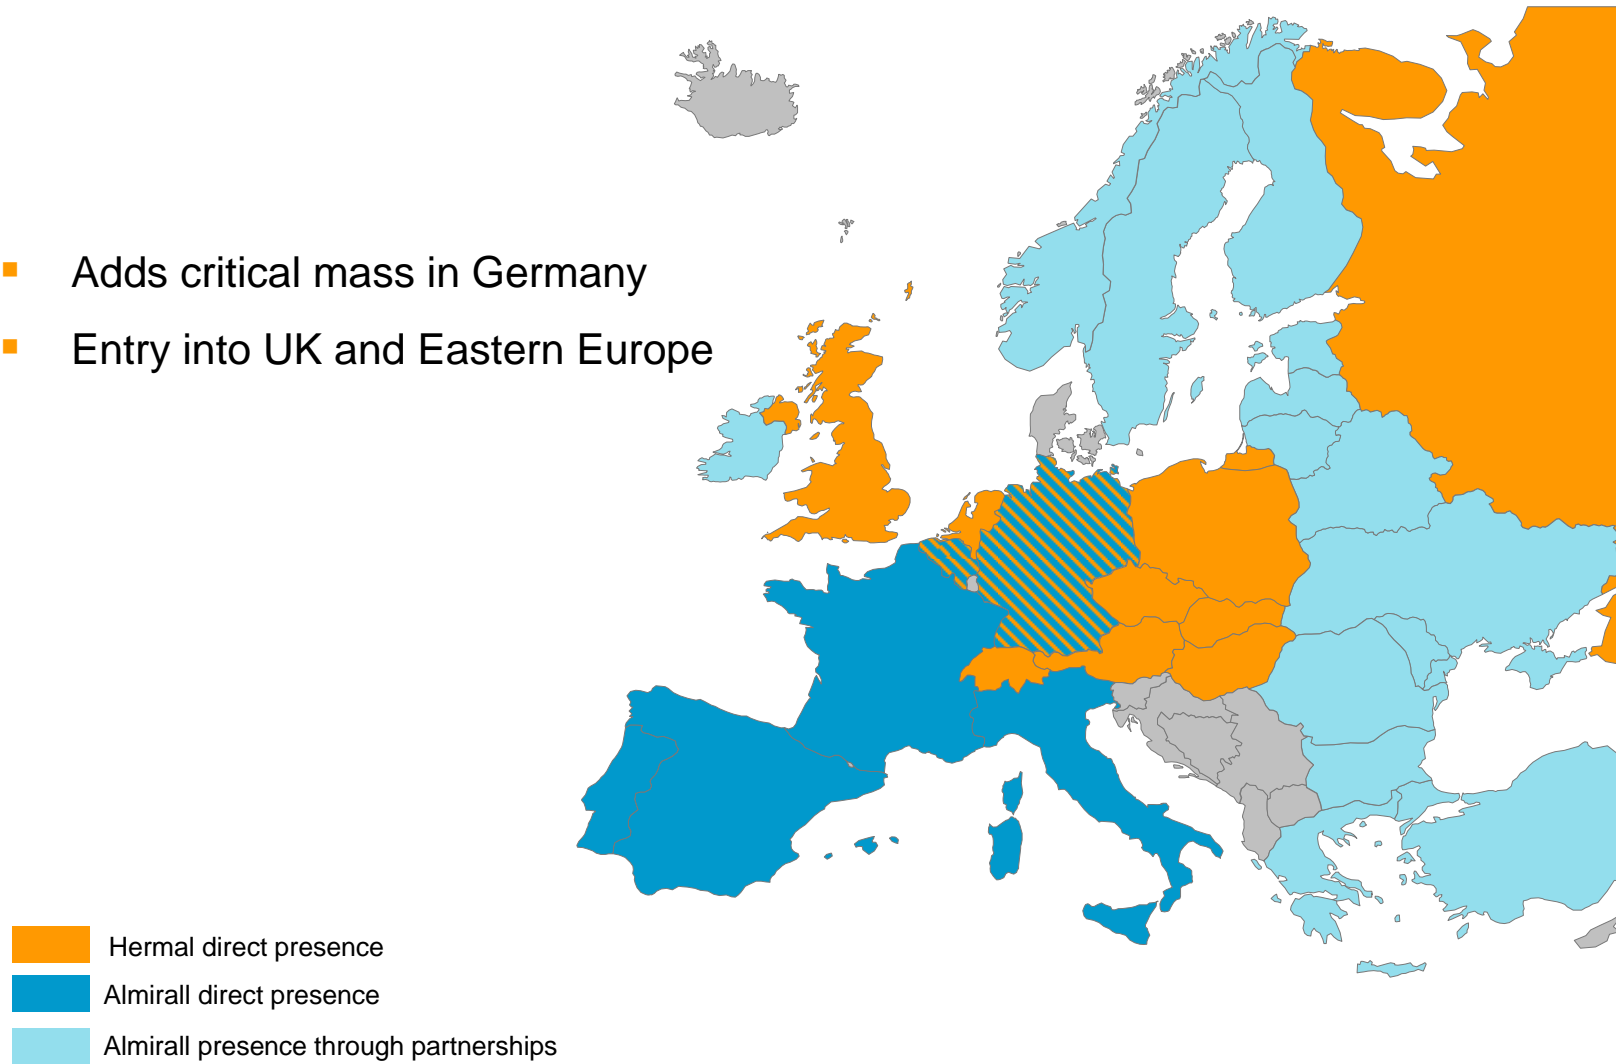 Adds critical mass in Germany
Entry into UK and Eastern Europe
Hermal direct presence
Almirall direct presence
Almirall presence through partnerships